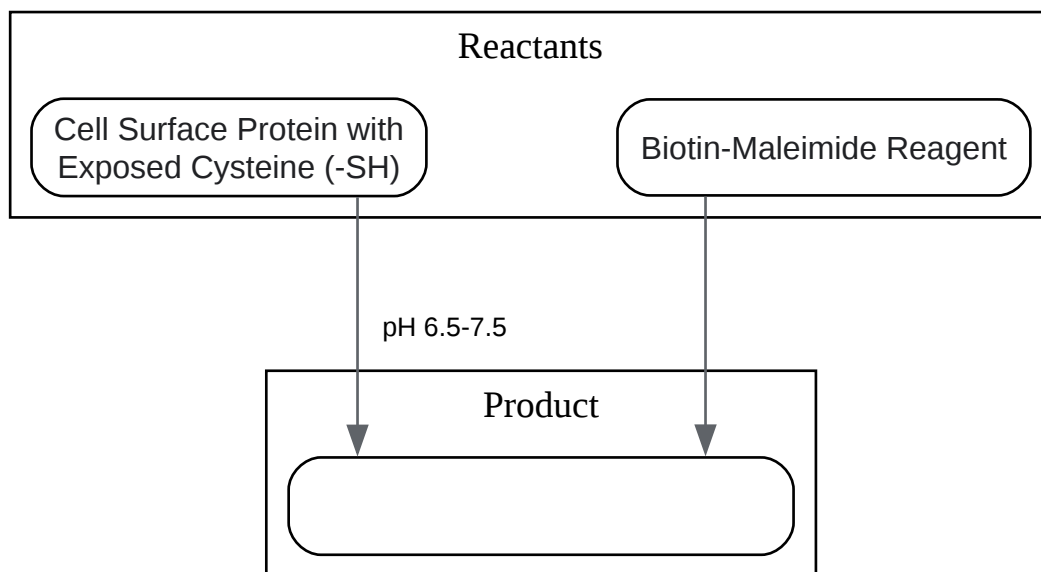 Reactants
Cell Surface Protein with
Exposed Cysteine (-SH)
Biotin-Maleimide Reagent
pH 6.5-7.5
Product